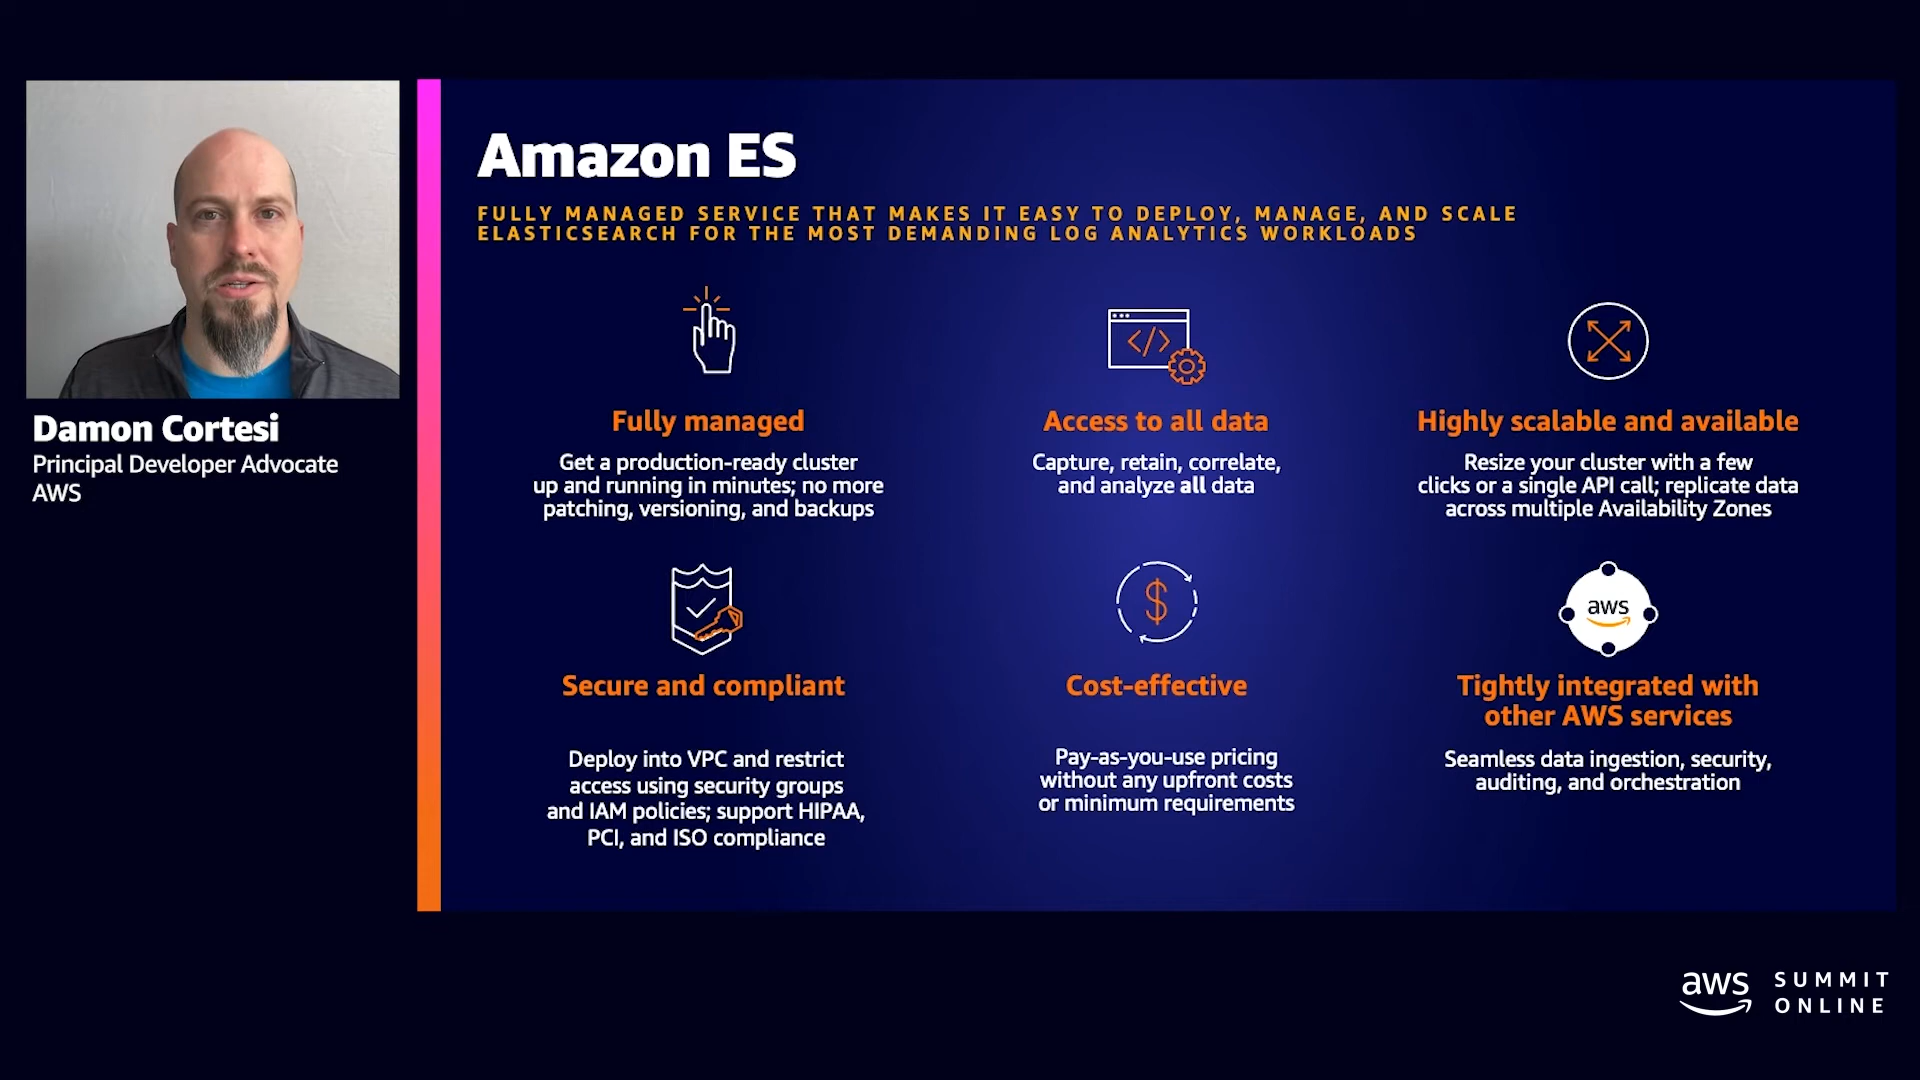 Damon Cortesi
Principal Developer Advocate
AWS
Amazon ES
FULLY MANAGED SERVICE THAT MAKES IT EASY TO DEPLOY, MANAGE, AND SCALE
ELASTICSEARCH FOR THE MOST DEMANDING LOG ANALYTICS WORKLOADS
Fully managed
Get a production-ready cluster
up and running in minutes; no more
patching, versioning, and backups
</>
Access to all data
Capture, retain, correlate,
and analyze all data
Highly scalable and available
Resize your cluster with a few
clicks or a single API call; replicate data
across multiple Availability Zones
Secure and compliant
Deploy into VPC and restrict
access using security groups
and IAM policies; support HIPAA,
PCI, and ISO compliance
$
Cost-effective
Pay-as-you-use pricing
without any upfront costs
or minimum requirements
aws
Tightly integrated with
other AWS services
Seamless data ingestion, security,
auditing, and orchestration
aws
SUMMIT
ONLINE